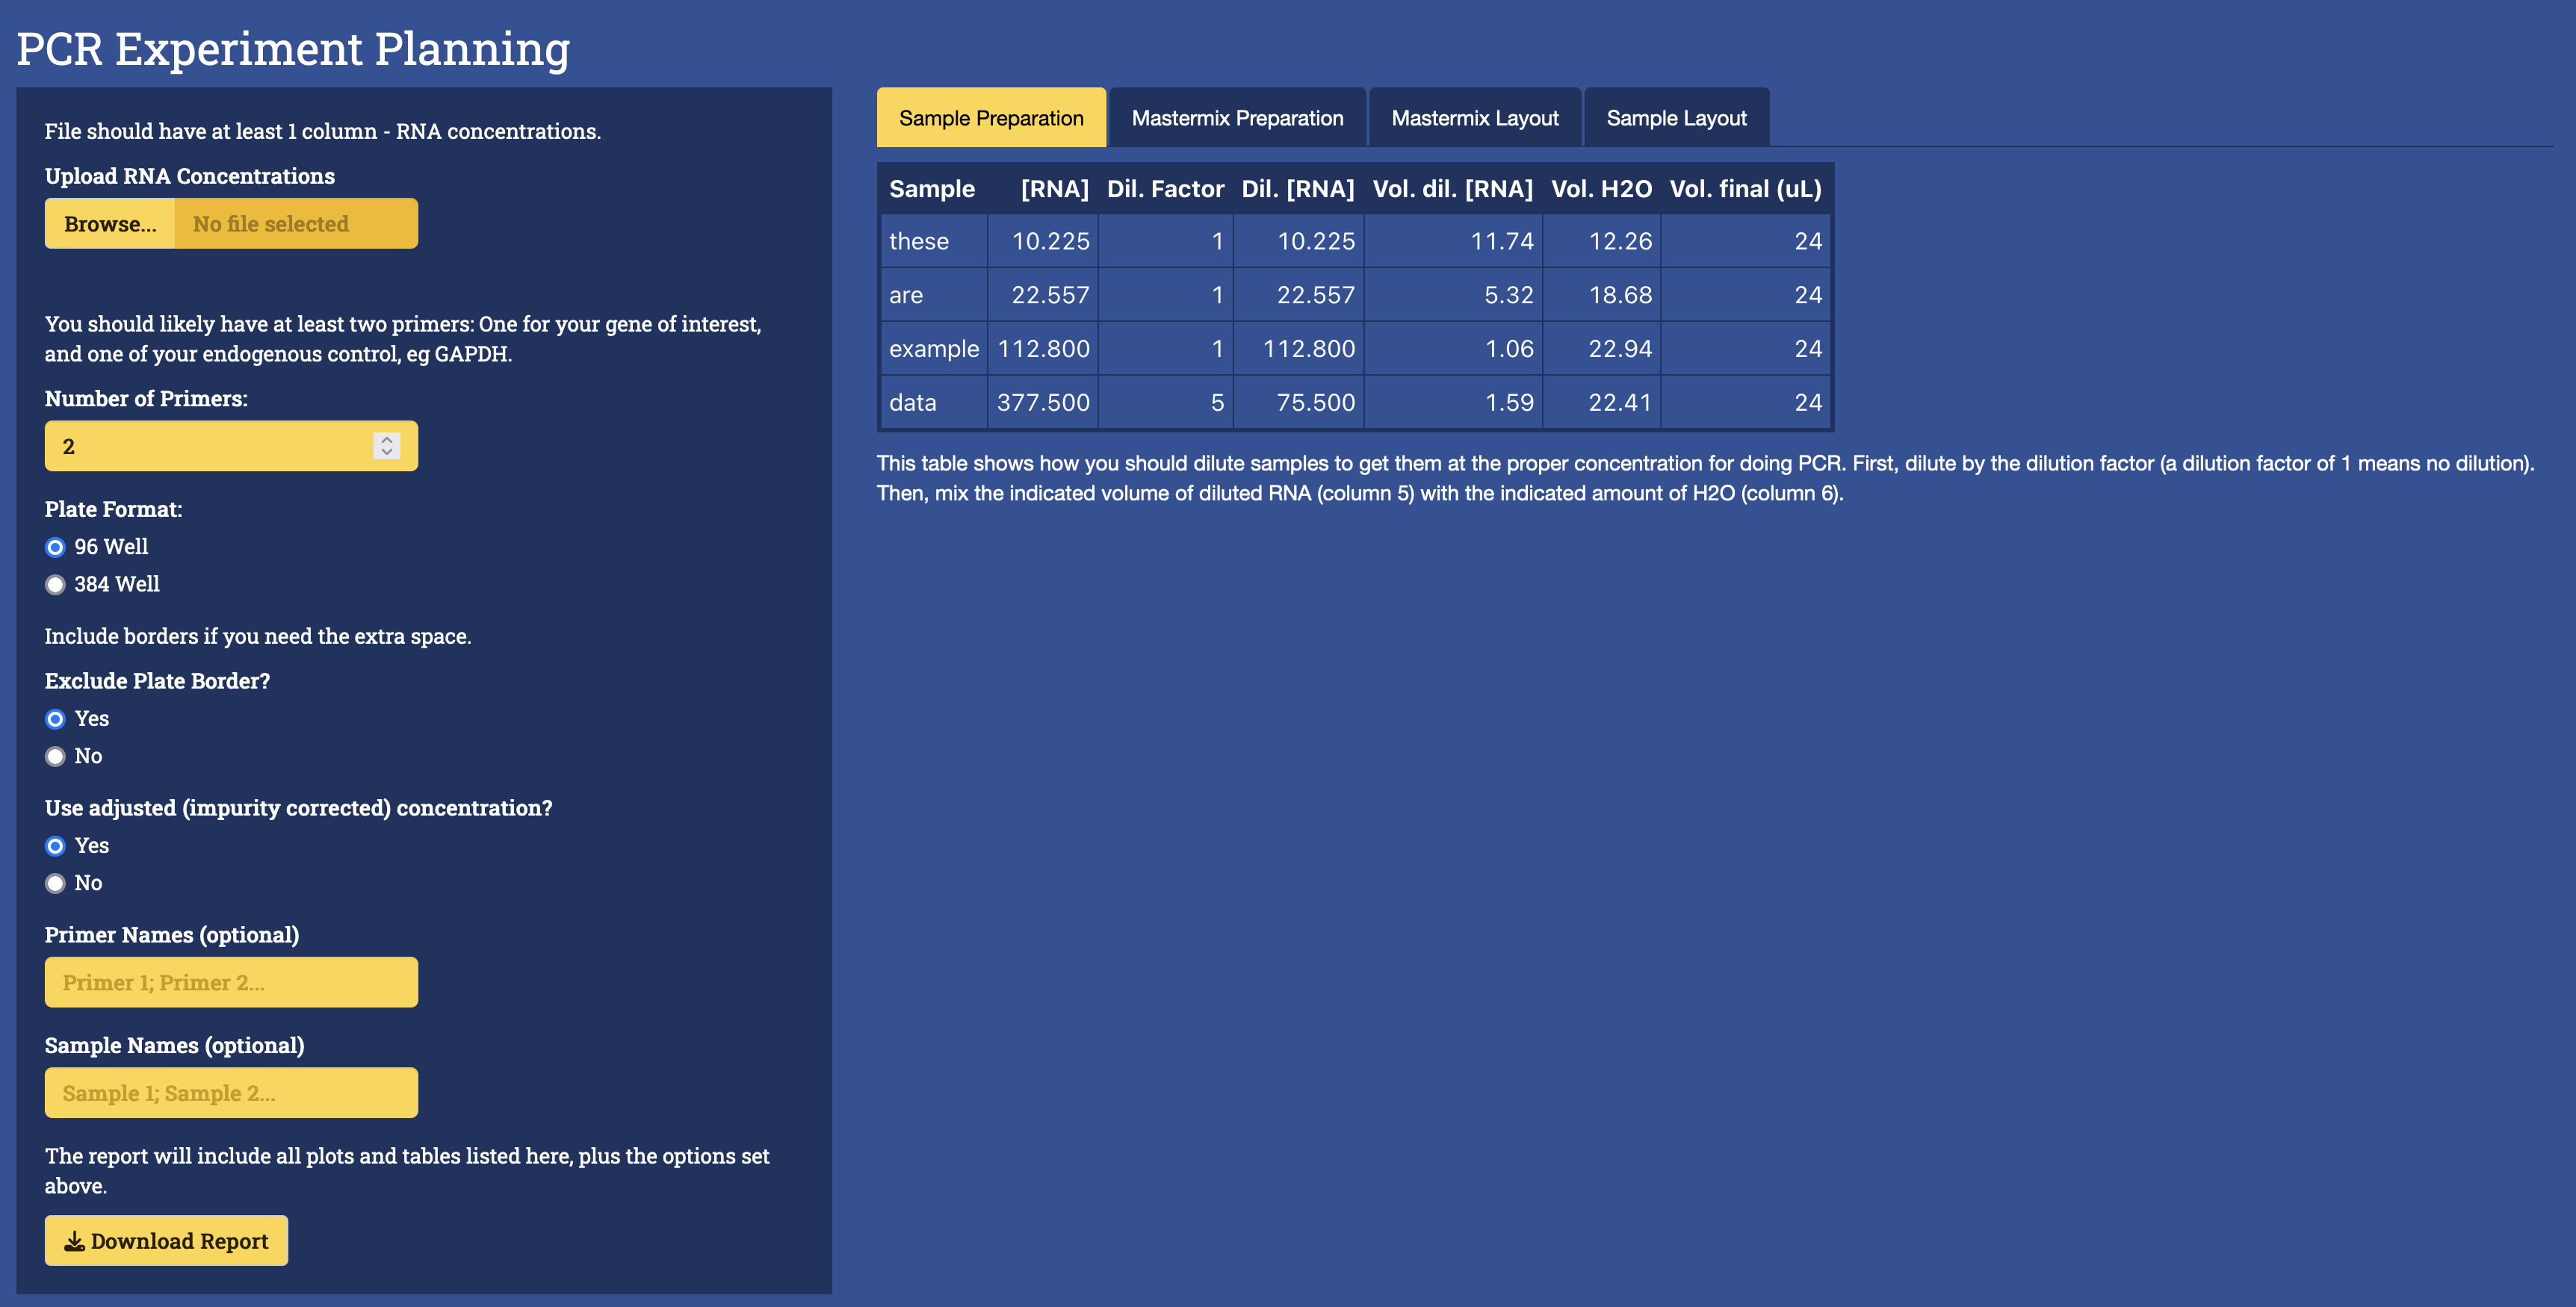 PCR Experiment Planning
File should have at least 1 column - RNA concentrations.
Upload RNA Concentrations
Browse... No file selected
You should likely have at least two primers: One for your gene of interest,
and one of your endogenous control, eg GAPDH.
Number of Primers:
2
Plate Format:
96 Well
384 Well
Include borders if you need the extra space.
Exclude Plate Border?
Yes
No
Use adjusted (impurity corrected) concentration?
Yes
No
Primer Names (optional)
Primer 1; Primer 2...
Sample Names (optional)
Sample 1; Sample 2...
The report will include all plots and tables listed here, plus the options set
above.
Download Report
Sample Preparation Mastermix Preparation Mastermix Layout Sample Layout
Sample [RNA] Dil. Factor Dil. [RNA] Vol. dil. [RNA] Vol. H2O Vol. final (uL)
these 10.225 1 10.225 11.74 12.26 24
are 22.557 1 22.557 5.32 18.68 24
example 112.800 1 112.800 1.06 22.94 24
data 377.500 5 75.500 1.59 22.41 24
This table shows how you should dilute samples to get them at the proper concentration for doing PCR. First, dilute by the dilution factor (a dilution factor of 1 means no dilution).
Then, mix the indicated volume of diluted RNA (column 5) with the indicated amount of H2O (column 6).